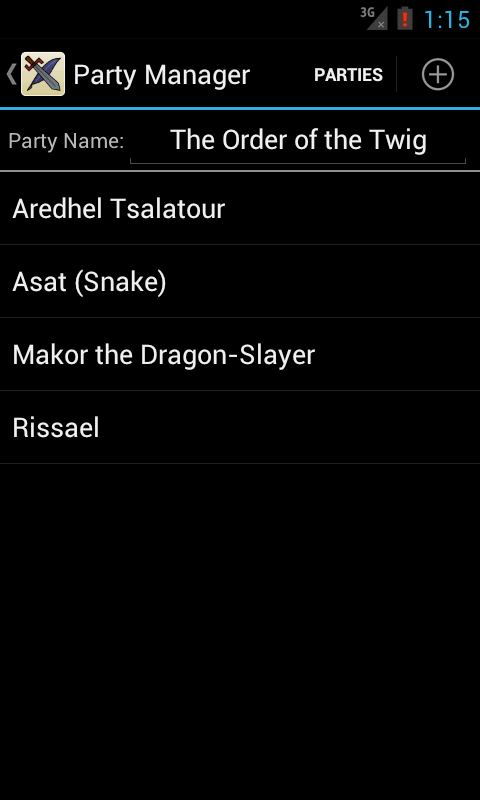 3G 1:15
Party Manager PARTIES
Party Name: The Order of the Twig
Aredhel Tsalatour
Asat (Snake)
Makor the Dragon-Slayer
Rissael